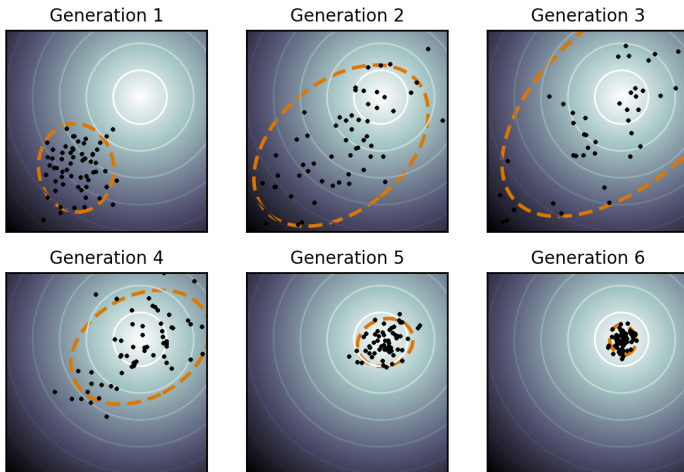 Generation 1
Generation 2
Generation 3
Generation 4
Generation 5
Generation 6